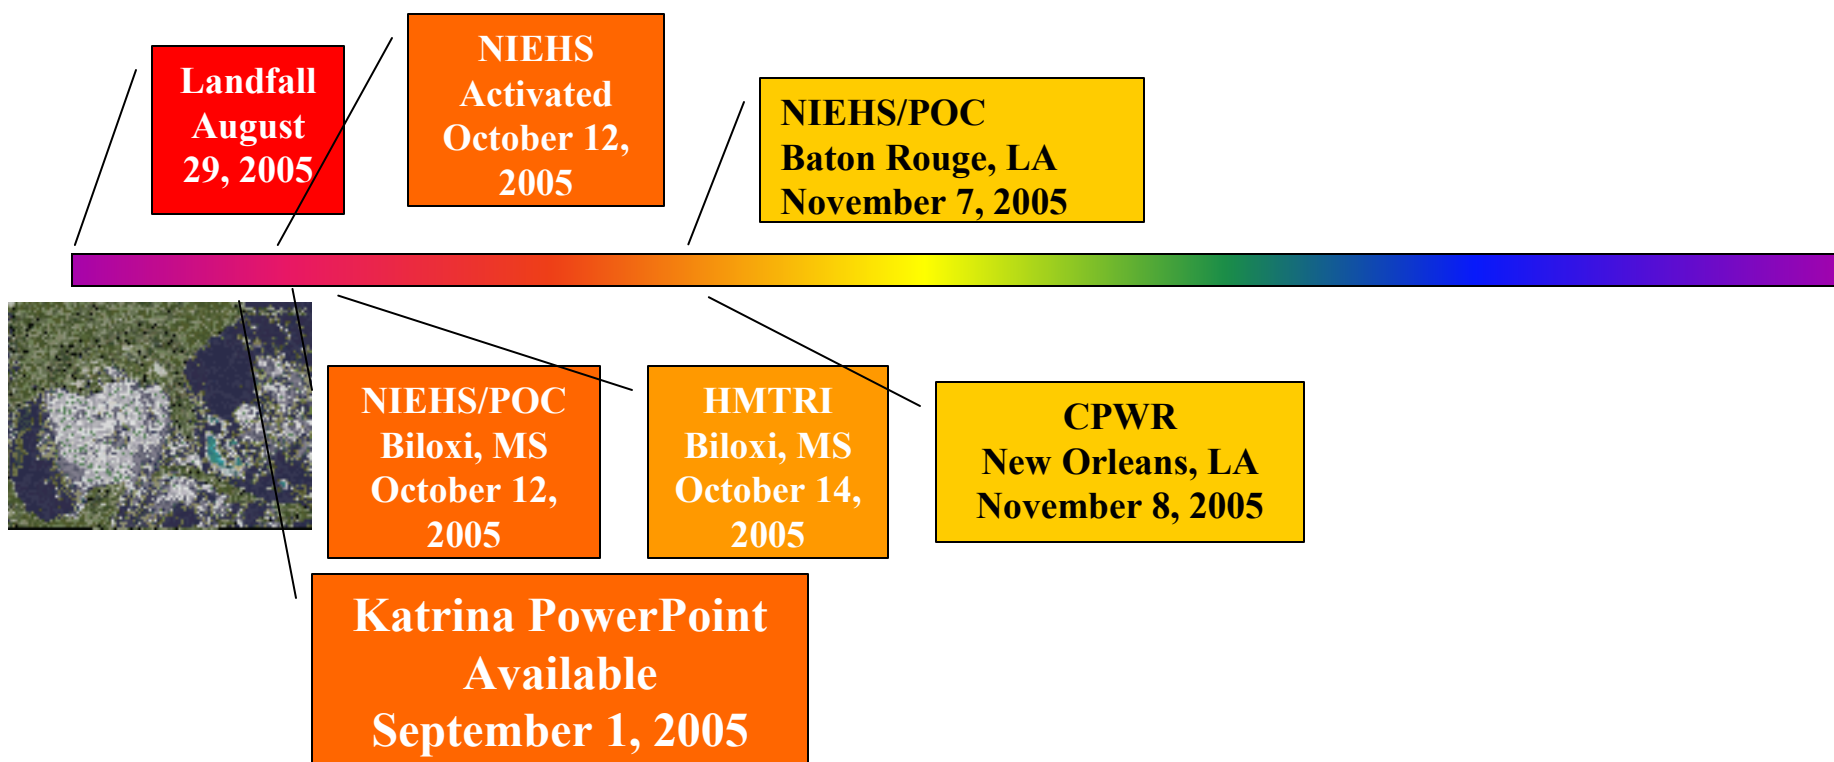 Landfall
August
29, 2005
NIEHS
Activated
October 12,
2005
NIEHS/POC
Baton Rouge, LA
November 7, 2005
NIEHS/POC
Biloxi, MS
October 12,
2005
HMTRI
Biloxi, MS
October 14,
2005
CPWR
New Orleans, LA
November 8, 2005
Katrina PowerPoint
Available
September 1, 2005